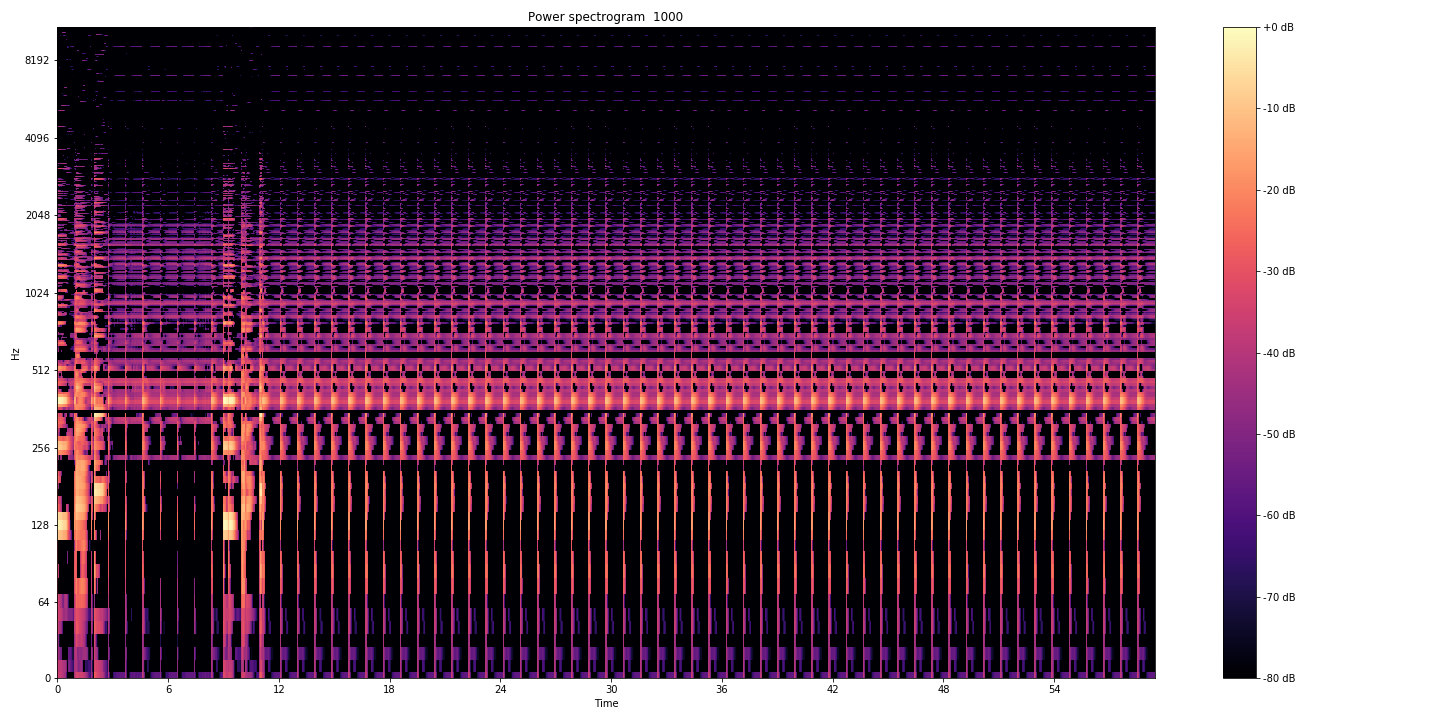 Power spectrogram  1000
8192
4096
2048
1024
512
256
128
64
0
Hz
0
6
12
18
24
30
36
42
48
54
Time
+0 dB
-10 dB
-20 dB
-30 dB
-40 dB
-50 dB
-60 dB
-70 dB
-80 dB